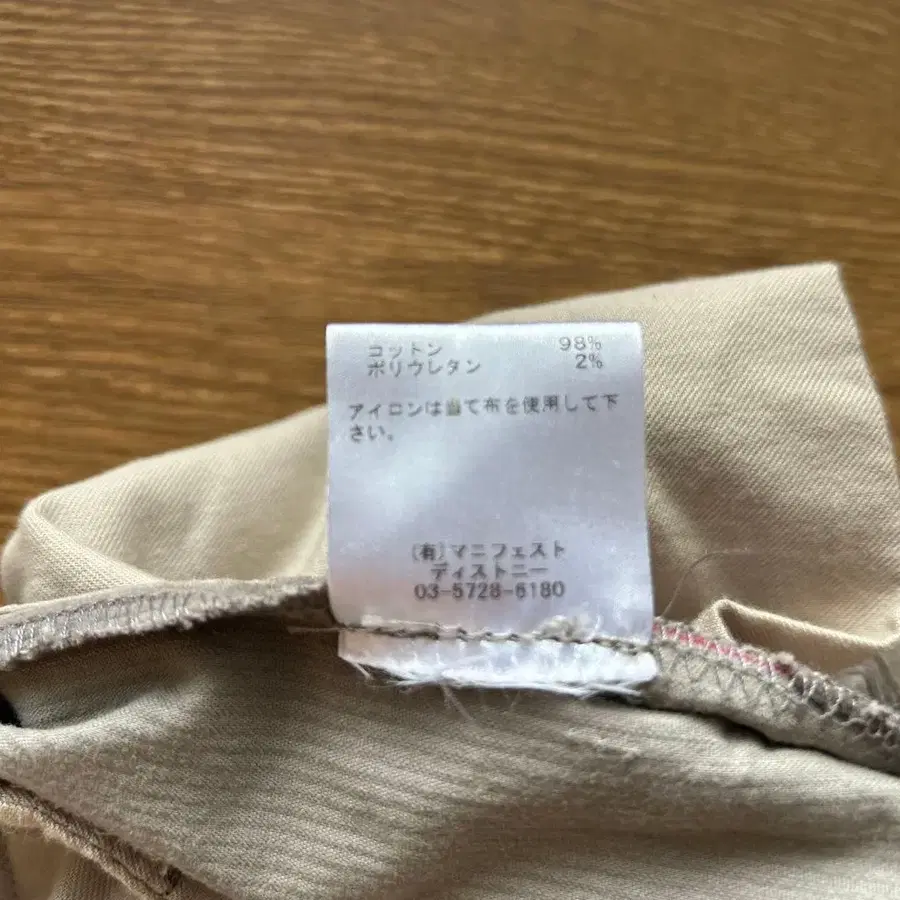 コットン 98%
ポリウレタン 2%
アイロンは当て布を使用して下
さい。
(有)マニフェスト
ディストニー
03-5728-6180